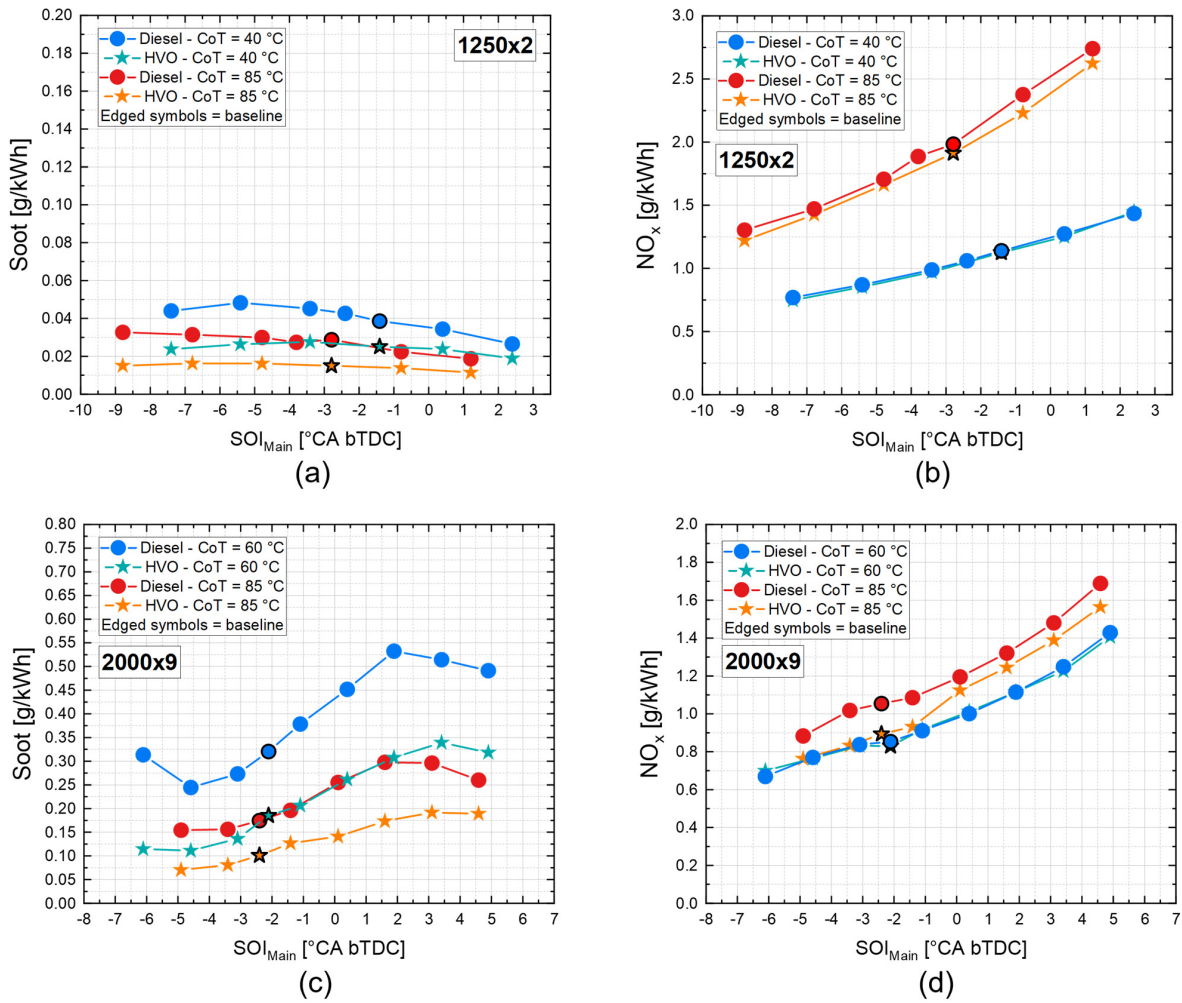 (a)
Soot [g/kWh]
0.20
0.18
0.16
0.14
0.12
0.10
0.08
0.06
0.04
0.02
0.00
Diesel - CoT = 40 °C
HVO - CoT = 40 °C
Diesel - CoT = 85 °C
HVO - CoT = 85 °C
Edged symbols = baseline
1250x2
-10 -9 -8 -7 -6 -5 -4 -3 -2 -1 0 1 2 3
SOI_Main [°CA bTDC]
(a)
(b)
NO_x [g/kWh]
3.0
2.5
2.0
1.5
1.0
0.5
0.0
Diesel - CoT = 40 °C
HVO - CoT = 40 °C
Diesel - CoT = 85 °C
HVO - CoT = 85 °C
Edged symbols = baseline
1250x2
-10 -9 -8 -7 -6 -5 -4 -3 -2 -1 0 1 2 3
SOI_Main [°CA bTDC]
(b)
(c)
Soot [g/kWh]
0.80
0.75
0.70
0.65
0.60
0.55
0.50
0.45
0.40
0.35
0.30
0.25
0.20
0.15
0.10
0.05
0.00
Diesel - CoT = 60 °C
HVO - CoT = 60 °C
Diesel - CoT = 85 °C
HVO - CoT = 85 °C
Edged symbols = baseline
2000x9
-8 -7 -6 -5 -4 -3 -2 -1 0 1 2 3 4 5 6 7
SOI_Main [°CA bTDC]
(c)
(d)
NO_x [g/kWh]
2.0
1.8
1.6
1.4
1.2
1.0
0.8
0.6
0.4
0.2
0.0
Diesel - CoT = 60 °C
HVO - CoT = 60 °C
Diesel - CoT = 85 °C
HVO - CoT = 85 °C
Edged symbols = baseline
2000x9
-8 -7 -6 -5 -4 -3 -2 -1 0 1 2 3 4 5 6 7
SOI_Main [°CA bTDC]
(d)